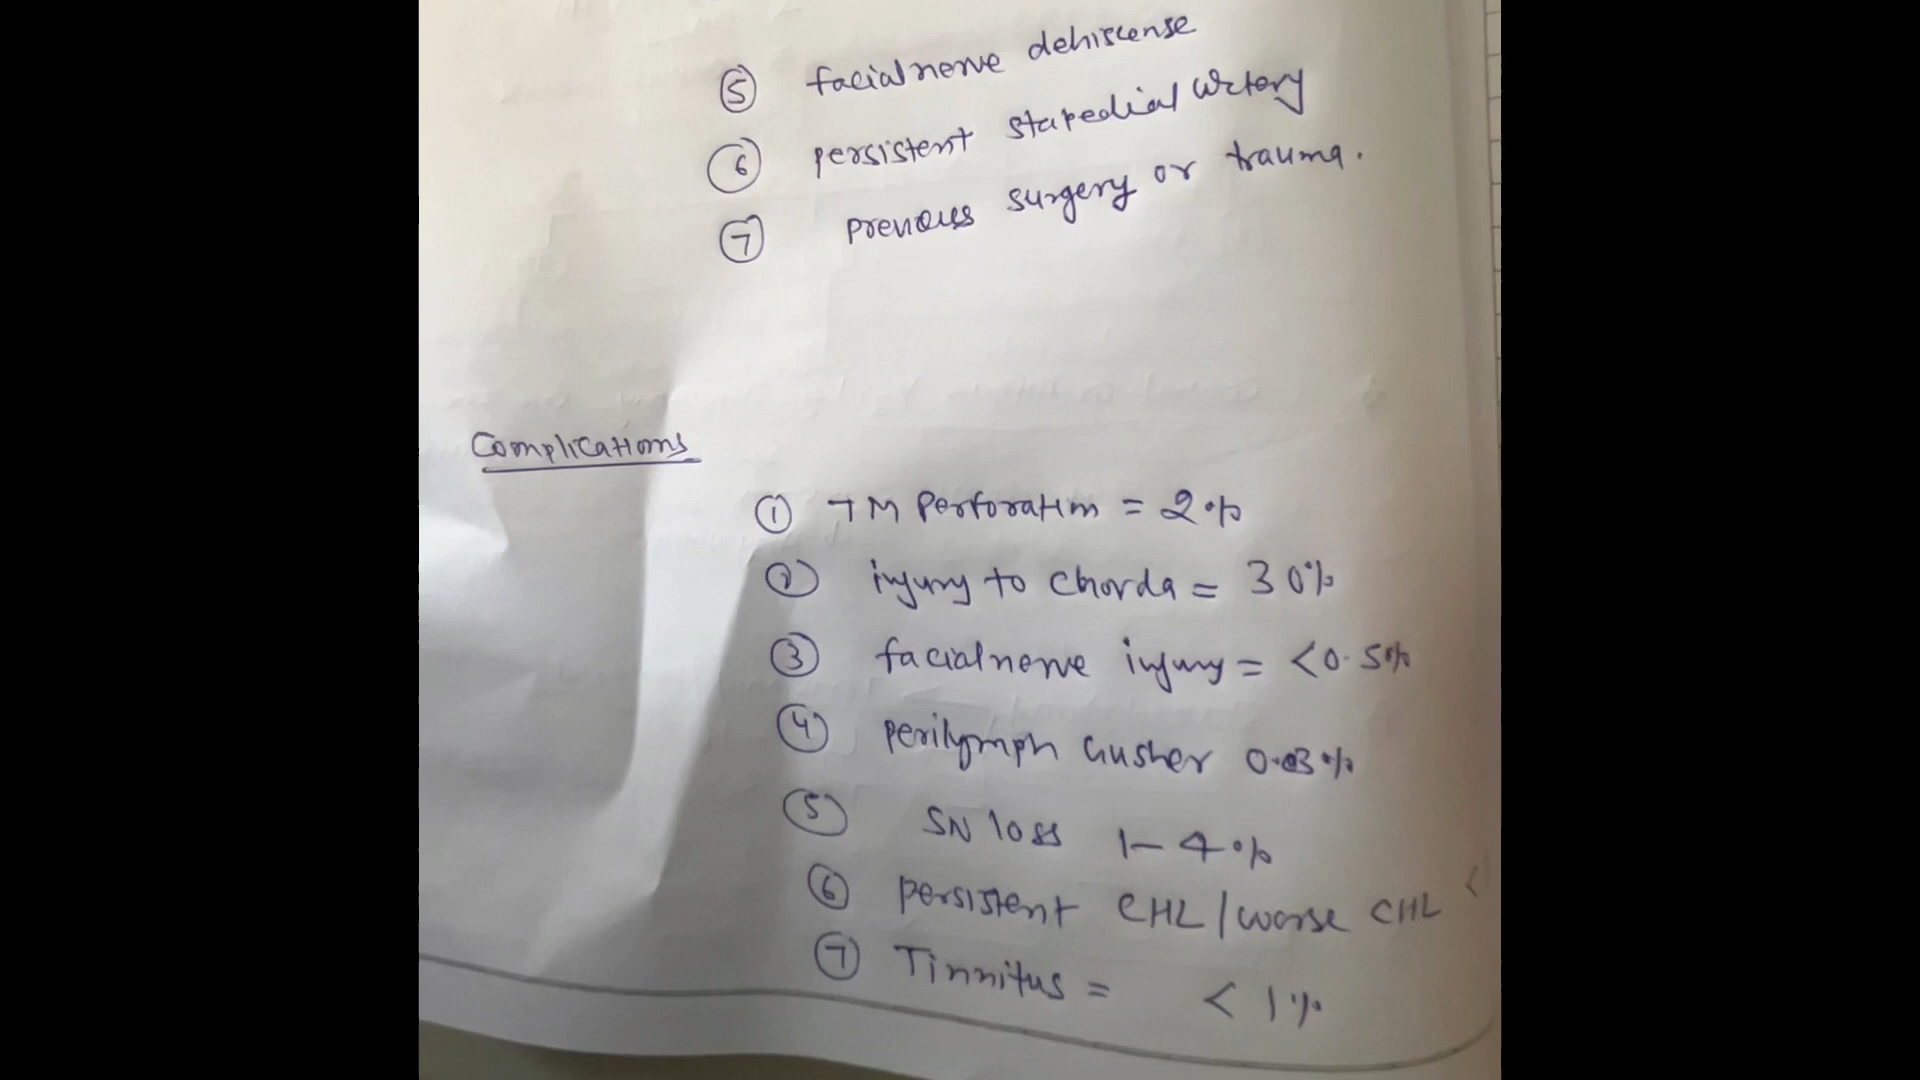 ⑤ facial nerve dehiscense
⑥ persistent stapedial artery
⑦ previous surgery or trauma.
Complications
① TM Perforation = 2%
② injury to chorda = 30%
③ facial nerve injury = <0.5%
④ perilymph Gusher 0.03%
⑤ SN loss 1-4%
⑥ persistent CHL/worse CHL <
⑦ Tinnitus = <1%